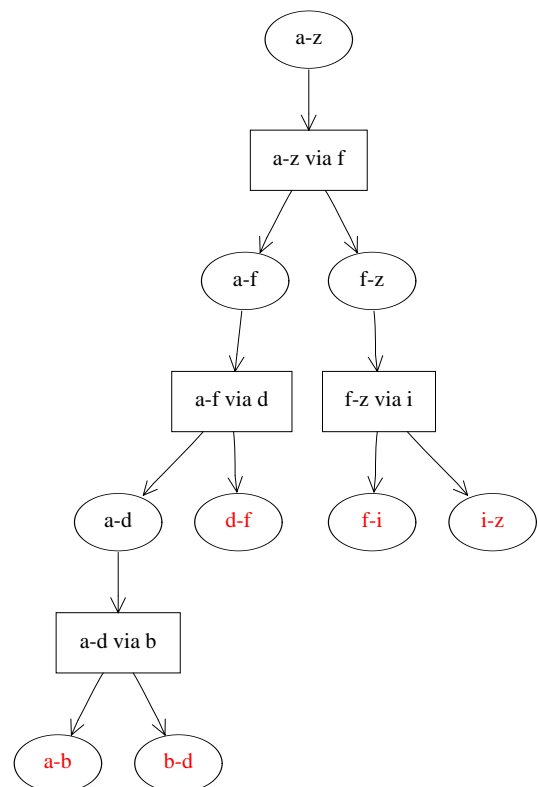 a-z
a-z via f
a-f
f-z
a-f via d
f-z via i
a-d
d-f
f-i
i-z
a-d via b
a-b
b-d